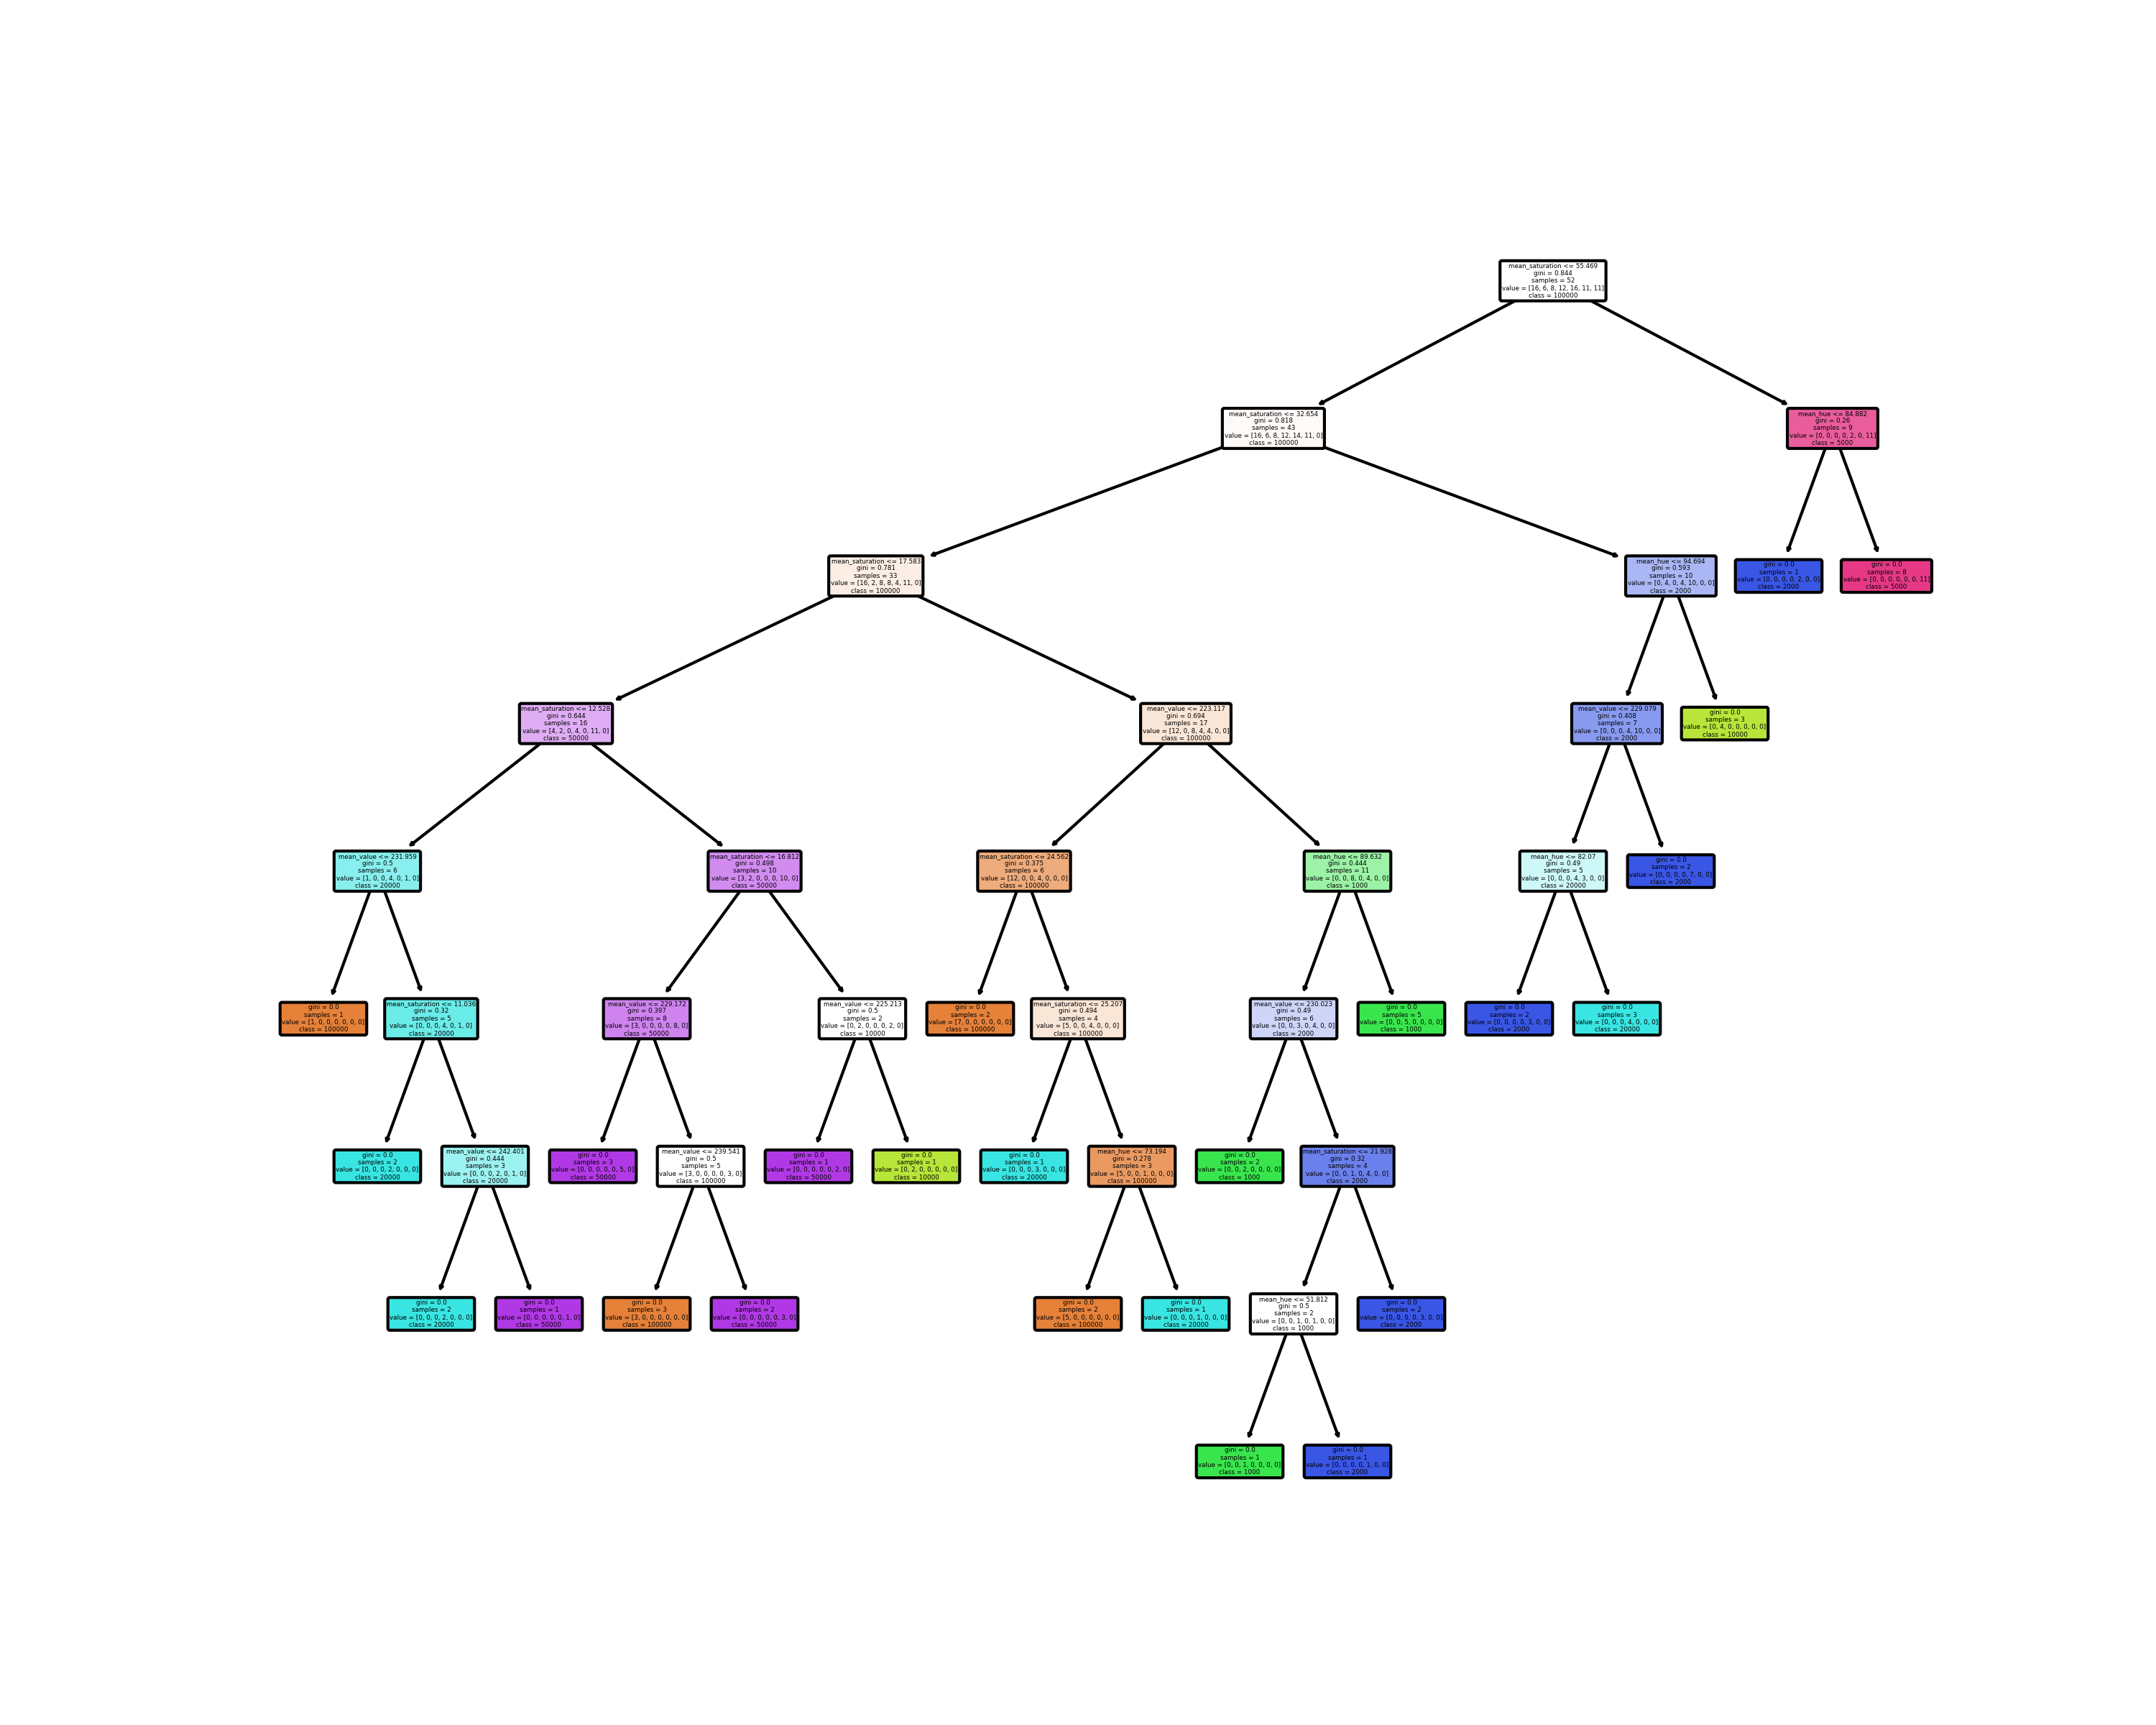 mean_saturation <= 55.469
gini = 0.844
samples = 52
value = [16, 6, 8, 12, 16, 11, 11]
class = 100000
mean_saturation <= 32.654
gini = 0.818
samples = 43
value = [16, 6, 8, 12, 14, 11, 0]
class = 100000
mean_hue <= 84.882
gini = 0.26
samples = 9
value = [0, 0, 0, 0, 2, 0, 11]
class = 5000
mean_saturation <= 17.583
gini = 0.781
samples = 33
value = [16, 2, 8, 8, 4, 11, 0]
class = 100000
mean_hue <= 94.694
gini = 0.593
samples = 10
value = [0, 4, 0, 4, 10, 0, 0]
class = 2000
gini = 0.0
samples = 1
value = [0, 0, 0, 0, 2, 0, 0]
class = 2000
gini = 0.0
samples = 8
value = [0, 0, 0, 0, 0, 0, 11]
class = 5000
mean_saturation <= 12.528
gini = 0.644
samples = 16
value = [4, 2, 0, 4, 0, 11, 0]
class = 50000
mean_value <= 223.117
gini = 0.694
samples = 17
value = [12, 0, 8, 4, 4, 0, 0]
class = 100000
mean_value <= 229.079
gini = 0.408
samples = 7
value = [0, 0, 0, 4, 10, 0, 0]
class = 2000
gini = 0.0
samples = 3
value = [0, 4, 0, 0, 0, 0, 0]
class = 10000
mean_value <= 231.959
gini = 0.5
samples = 6
value = [1, 0, 0, 4, 0, 1, 0]
class = 20000
mean_saturation <= 16.812
gini = 0.498
samples = 10
value = [3, 2, 0, 0, 0, 10, 0]
class = 50000
mean_saturation <= 24.562
gini = 0.375
samples = 6
value = [12, 0, 0, 4, 0, 0, 0]
class = 100000
mean_hue <= 89.632
gini = 0.444
samples = 11
value = [0, 0, 8, 0, 4, 0, 0]
class = 1000
mean_hue <= 82.07
gini = 0.49
samples = 5
value = [0, 0, 0, 4, 3, 0, 0]
class = 20000
gini = 0.0
samples = 2
value = [0, 0, 0, 0, 7, 0, 0]
class = 2000
gini = 0.0
samples = 1
value = [1, 0, 0, 0, 0, 0, 0]
class = 100000
mean_saturation <= 11.036
gini = 0.32
samples = 5
value = [0, 0, 0, 4, 0, 1, 0]
class = 20000
mean_value <= 229.172
gini = 0.397
samples = 8
value = [3, 0, 0, 0, 0, 8, 0]
class = 50000
mean_value <= 225.213
gini = 0.5
samples = 2
value = [0, 2, 0, 0, 0, 2, 0]
class = 10000
gini = 0.0
samples = 2
value = [7, 0, 0, 0, 0, 0, 0]
class = 100000
mean_saturation <= 25.207
gini = 0.494
samples = 4
value = [5, 0, 0, 4, 0, 0, 0]
class = 100000
mean_value <= 230.023
gini = 0.49
samples = 6
value = [0, 0, 3, 0, 4, 0, 0]
class = 2000
gini = 0.0
samples = 5
value = [0, 0, 5, 0, 0, 0, 0]
class = 1000
gini = 0.0
samples = 2
value = [0, 0, 0, 0, 3, 0, 0]
class = 2000
gini = 0.0
samples = 3
value = [0, 0, 0, 4, 0, 0, 0]
class = 20000
gini = 0.0
samples = 2
value = [0, 0, 0, 2, 0, 0, 0]
class = 20000
mean_value <= 242.401
gini = 0.444
samples = 3
value = [0, 0, 0, 2, 0, 1, 0]
class = 20000
gini = 0.0
samples = 3
value = [0, 0, 0, 0, 0, 5, 0]
class = 50000
mean_value <= 239.541
gini = 0.5
samples = 5
value = [3, 0, 0, 0, 0, 3, 0]
class = 100000
gini = 0.0
samples = 1
value = [0, 0, 0, 0, 0, 2, 0]
class = 50000
gini = 0.0
samples = 1
value = [0, 2, 0, 0, 0, 0, 0]
class = 10000
gini = 0.0
samples = 1
value = [0, 0, 0, 3, 0, 0, 0]
class = 20000
mean_hue <= 73.194
gini = 0.278
samples = 3
value = [5, 0, 0, 1, 0, 0, 0]
class = 100000
gini = 0.0
samples = 2
value = [0, 0, 2, 0, 0, 0, 0]
class = 1000
mean_saturation <= 21.928
gini = 0.32
samples = 4
value = [0, 0, 1, 0, 4, 0, 0]
class = 2000
gini = 0.0
samples = 2
value = [0, 0, 0, 2, 0, 0, 0]
class = 20000
gini = 0.0
samples = 1
value = [0, 0, 0, 0, 0, 1, 0]
class = 50000
gini = 0.0
samples = 3
value = [3, 0, 0, 0, 0, 0, 0]
class = 100000
gini = 0.0
samples = 2
value = [0, 0, 0, 0, 0, 3, 0]
class = 50000
gini = 0.0
samples = 2
value = [5, 0, 0, 0, 0, 0, 0]
class = 100000
gini = 0.0
samples = 1
value = [0, 0, 0, 1, 0, 0, 0]
class = 20000
mean_hue <= 51.812
gini = 0.5
samples = 2
value = [0, 0, 1, 0, 1, 0, 0]
class = 1000
gini = 0.0
samples = 2
value = [0, 0, 0, 0, 3, 0, 0]
class = 2000
gini = 0.0
samples = 1
value = [0, 0, 1, 0, 0, 0, 0]
class = 1000
gini = 0.0
samples = 1
value = [0, 0, 0, 0, 1, 0, 0]
class = 2000